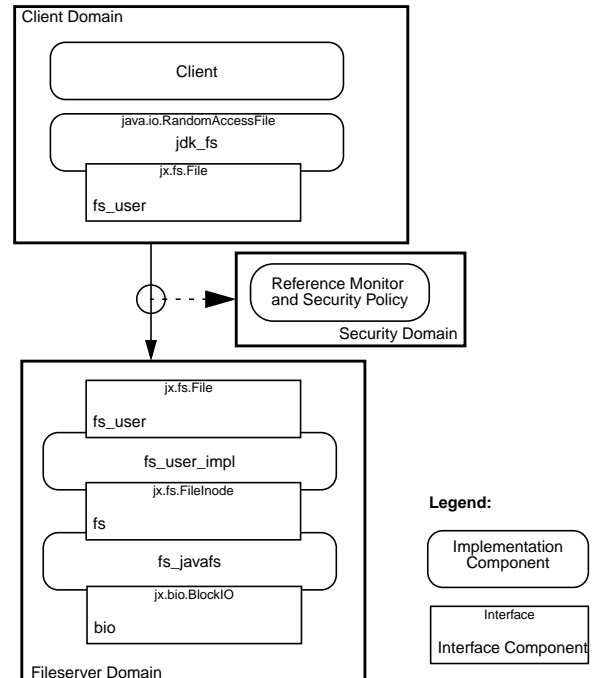 Client Domain
Client
java.io.RandomAccessFile
jdk_fs
jx.fs.File
fs_user
Reference Monitor
and Security Policy
Security Domain
jx.fs.File
fs_user
fs_user_impl
jx.fs.FileInode
fs
fs_javafs
jx.bio.BlockIO
bio
Fileserver Domain
Legend:
Implementation
Component
Interface
Interface Component